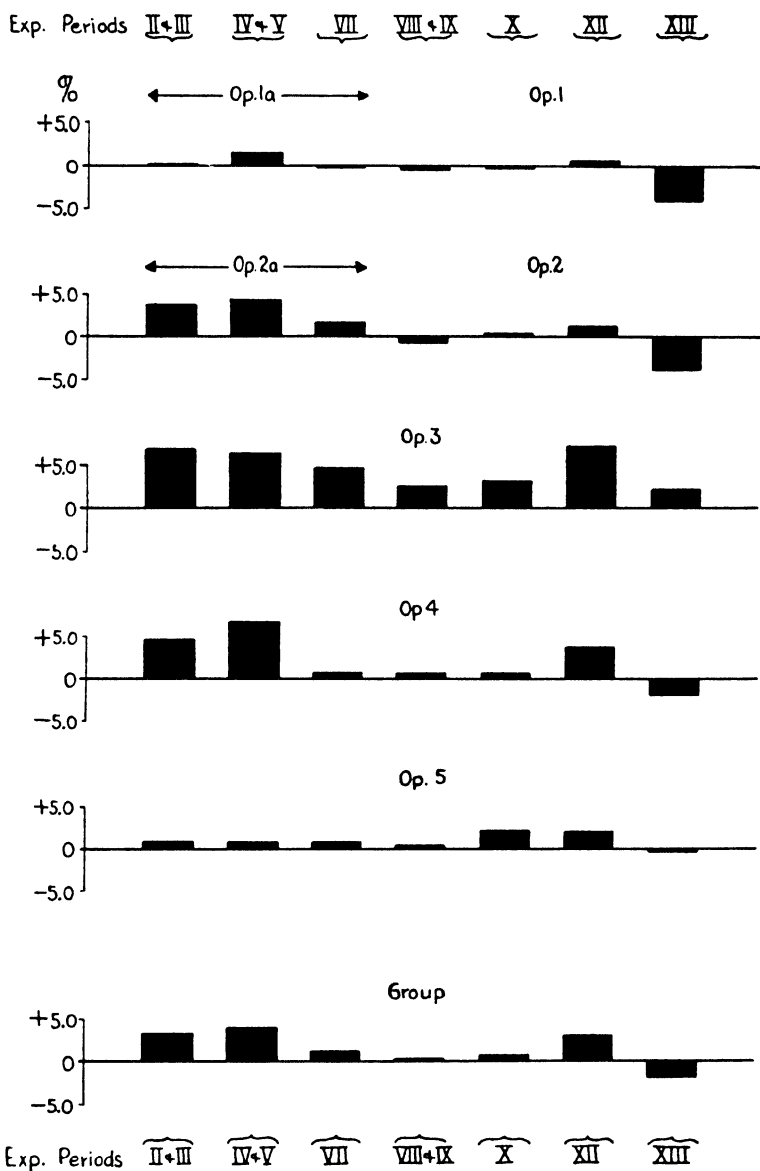 Exp. Periods II & III IV & V VII VIII & IX X XII XIII
% Op.1a Op.1
+5.0
0
−5.0
Op.2a Op.2
+5.0
0
−5.0
Op.3
+5.0
0
−5.0
Op4
+5.0
0
−5.0
Op. 5
+5.0
0
−5.0
Group
+5.0
0
−5.0
Exp. Periods II & III IV & V VII VIII & IX X XII XIII